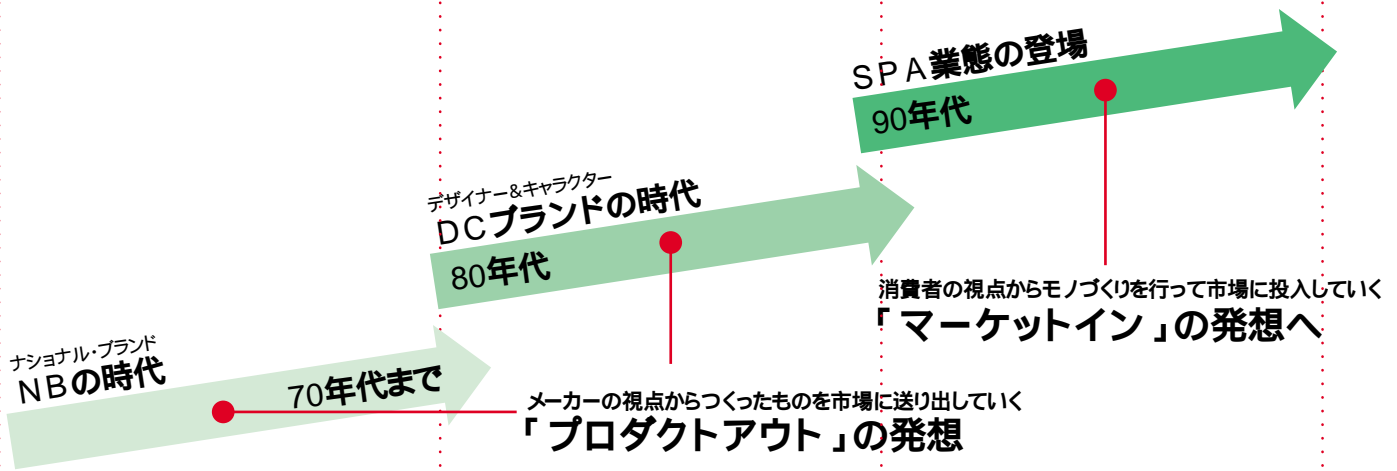 SPA業態の登場
90年代
デザイナー&キャラクター
DCブランドの時代
80年代
消費者の視点からモノづくりを行って市場に投入していく
「マーケットイン」の発想へ
ナショナル・ブランド
NBの時代
70年代まで
メーカーの視点からつくったものを市場に送り出していく
「プロダクトアウト」の発想